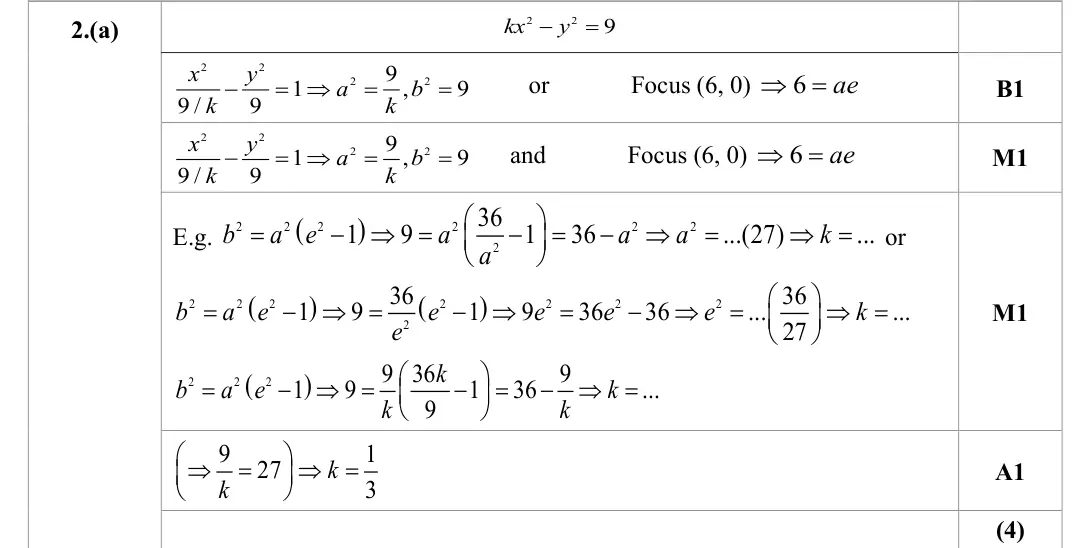 2.(a) kx² − y² = 9
x²/(9/k) − y²/9 = 1 ⇒ a² = 9/k, b² = 9 or Focus (6, 0) ⇒ 6 = ae B1
x²/(9/k) − y²/9 = 1 ⇒ a² = 9/k, b² = 9 and Focus (6, 0) ⇒ 6 = ae M1
E.g. b² = a²(e² − 1) ⇒ 9 = a²(36/a² − 1) = 36 − a² ⇒ a² = ...(27) ⇒ k = ... or
b² = a²(e² − 1) ⇒ 9 = 36/e² (e² − 1) ⇒ 9e² = 36e² − 36 ⇒ e² = ...(36/27) ⇒ k = ... M1
b² = a²(e² − 1) ⇒ 9 = 9/k (36k/9 − 1) = 36 − 9/k ⇒ k = ...
(⇒ 9/k = 27) ⇒ k = 1/3 A1
(4)